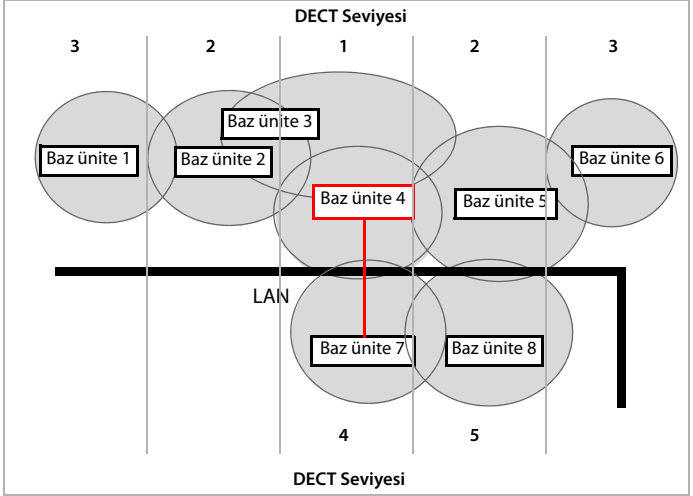 DECT Seviyesi
3 2 1 2 3
Baz ünite 3
Baz ünite 1
Baz ünite 2
Baz ünite 6
Baz ünite 4
Baz ünite 5
LAN
Baz ünite 7
Baz ünite 8
4 5
DECT Seviyesi